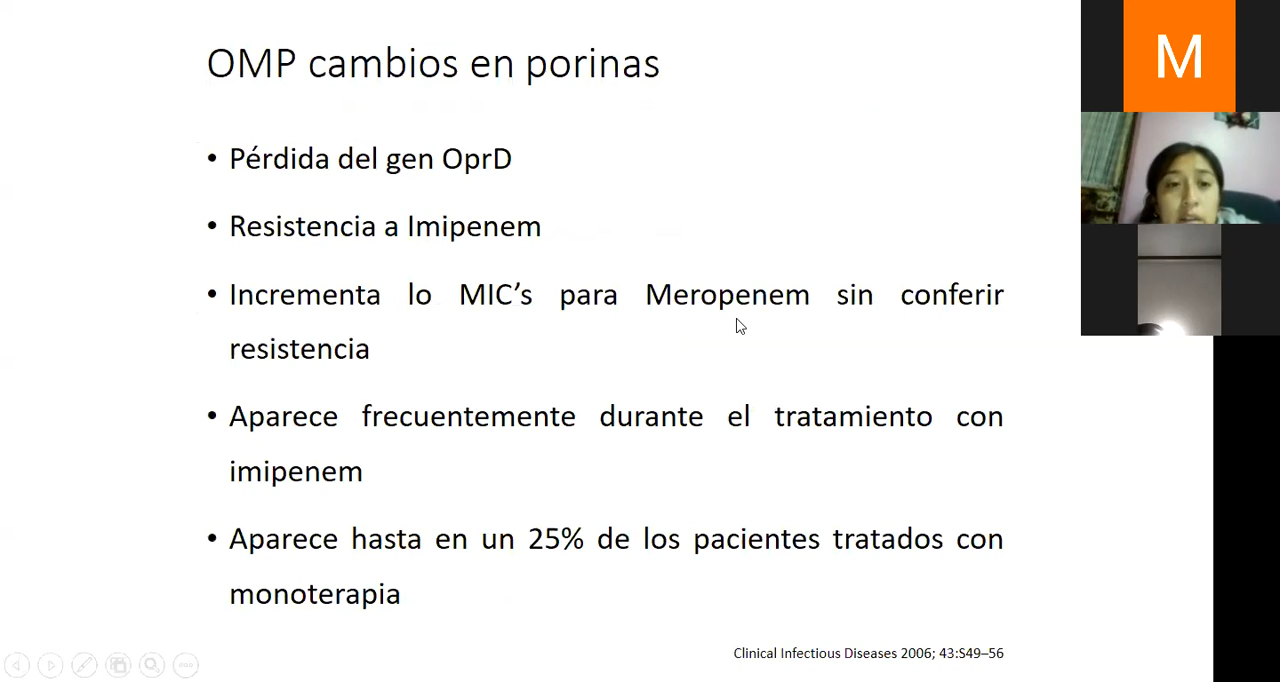 OMP cambios en porinas
M
• Pérdida del gen OprD
• Resistencia a Imipenem
• Incrementa lo MIC's para Meropenem sin conferir
resistencia
• Aparece frecuentemente durante el tratamiento con
imipenem
• Aparece hasta en un 25% de los pacientes tratados con
monoterapia
Clinical Infectious Diseases 2006; 43:S49–56